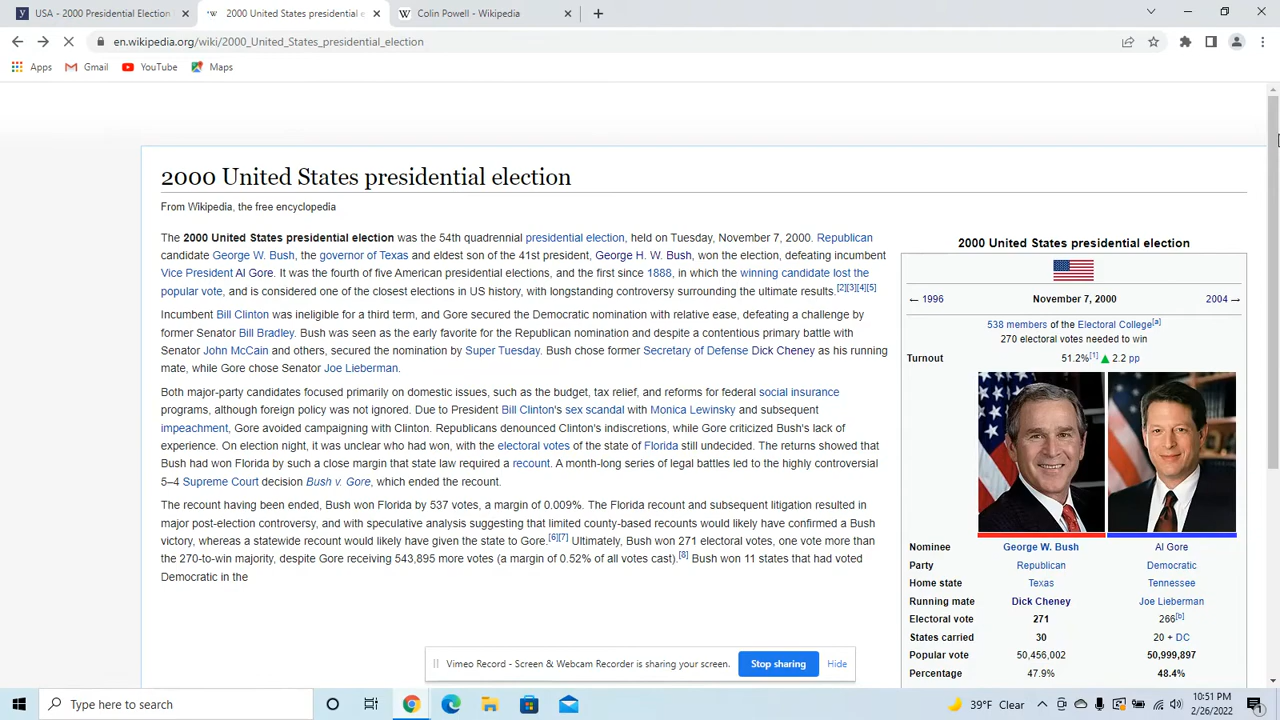 USA - 2000 Presidential Election
2000 United States presidential e
Colin Powell - Wikipedia
en.wikipedia.org/wiki/2000_United_States_presidential_election
Apps
Gmail
YouTube
Maps
2000 United States presidential election
From Wikipedia, the free encyclopedia
The 2000 United States presidential election was the 54th quadrennial presidential election, held on Tuesday, November 7, 2000. Republican
candidate George W. Bush, the governor of Texas and eldest son of the 41st president, George H. W. Bush, won the election, defeating incumbent
Vice President Al Gore. It was the fourth of five American presidential elections, and the first since 1888, in which the winning candidate lost the
popular vote, and is considered one of the closest elections in US history, with longstanding controversy surrounding the ultimate results.[2][3][4][5]
Incumbent Bill Clinton was ineligible for a third term, and Gore secured the Democratic nomination with relative ease, defeating a challenge by
former Senator Bill Bradley. Bush was seen as the early favorite for the Republican nomination and despite a contentious primary battle with
Senator John McCain and others, secured the nomination by Super Tuesday. Bush chose former Secretary of Defense Dick Cheney as his running
mate, while Gore chose Senator Joe Lieberman.
Both major-party candidates focused primarily on domestic issues, such as the budget, tax relief, and reforms for federal social insurance
programs, although foreign policy was not ignored. Due to President Bill Clinton's sex scandal with Monica Lewinsky and subsequent
impeachment, Gore avoided campaigning with Clinton. Republicans denounced Clinton's indiscretions, while Gore criticized Bush's lack of
experience. On election night, it was unclear who had won, with the electoral votes of the state of Florida still undecided. The returns showed that
Bush had won Florida by such a close margin that state law required a recount. A month-long series of legal battles led to the highly controversial
5–4 Supreme Court decision Bush v. Gore, which ended the recount.
The recount having been ended, Bush won Florida by 537 votes, a margin of 0.009%. The Florida recount and subsequent litigation resulted in
major post-election controversy, and with speculative analysis suggesting that limited county-based recounts would likely have confirmed a Bush
victory, whereas a statewide recount would likely have given the state to Gore.[6][7] Ultimately, Bush won 271 electoral votes, one vote more than
the 270-to-win majority, despite Gore receiving 543,895 more votes (a margin of 0.52% of all votes cast).[8] Bush won 11 states that had voted
Democratic in the
2000 United States presidential election
← 1996 November 7, 2000 2004 →
538 members of the Electoral College[a]
270 electoral votes needed to win
Turnout 51.2%[1] ▲ 2.2 pp
Nominee George W. Bush Al Gore
Party Republican Democratic
Home state Texas Tennessee
Running mate Dick Cheney Joe Lieberman
Electoral vote 271 266[b]
States carried 30 20 + DC
Popular vote 50,456,002 50,999,897
Percentage 47.9% 48.4%
Vimeo Record - Screen & Webcam Recorder is sharing your screen.
Stop sharing
Hide
Type here to search
39°F Clear
10:51 PM
2/26/2022
1